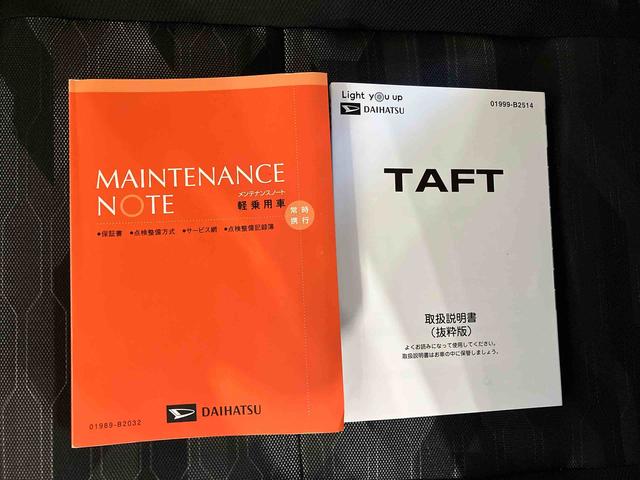 MAINTENANCE
NOTE
メンテナンスノート
軽乗用車
常時
携行
●保証書 ●点検整備方式 ●サービス網 ●点検整備記録簿
01989-B2032
DAIHATSU
Light you up
DAIHATSU
01999-B2514
TAFT
取扱説明書
(抜粋版)
よくお読みになって使用してください。
取扱説明書はお車の中に保管しましょう。